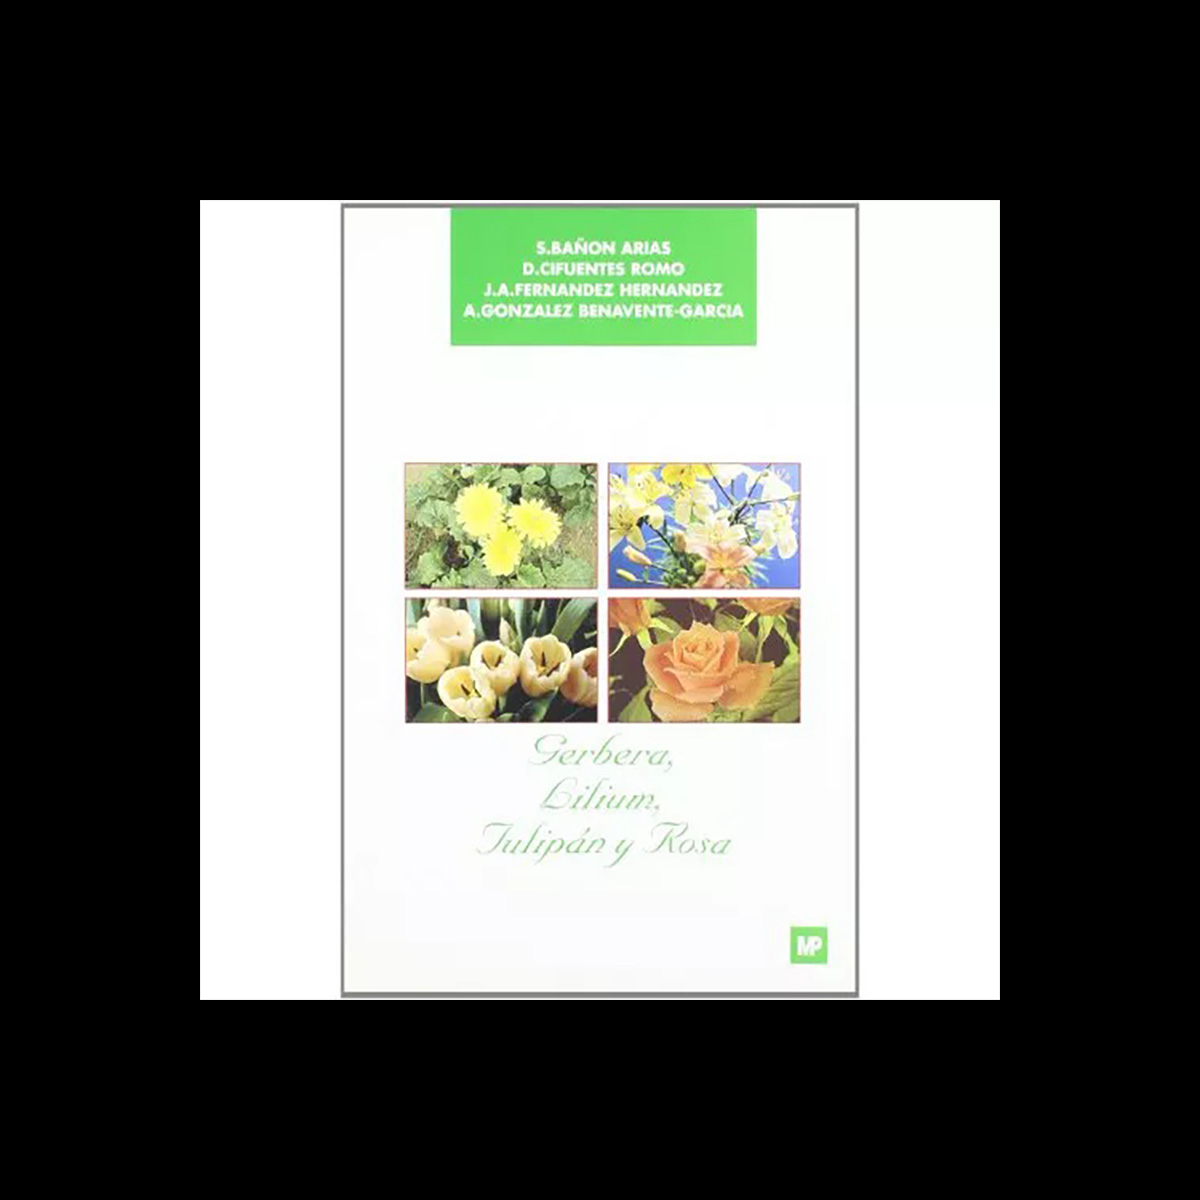 S.BAÑON ARIAS
D.CIFUENTES ROMO
J.A.FERNANDEZ HERNANDEZ
A.GONZALEZ BENAVENTE-GARCIA
Gerbera,
Lilium,
Tulipán y Rosa
MP